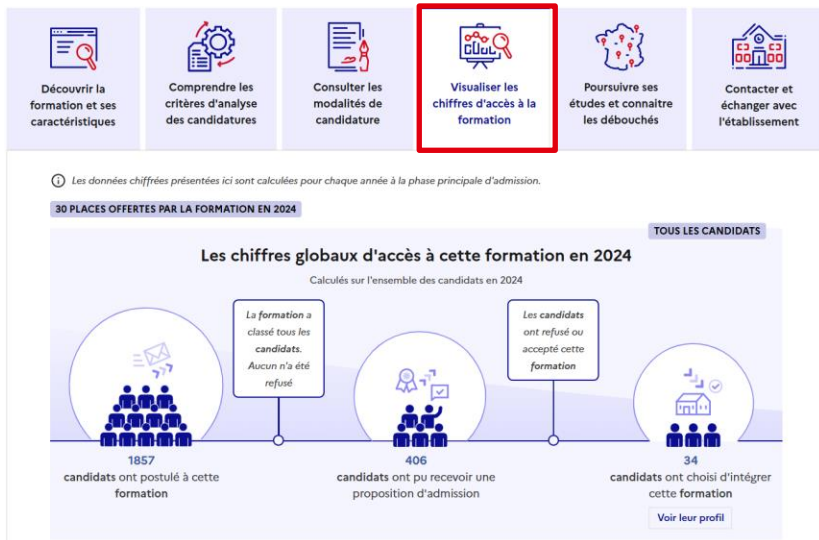 Découvrir la
formation et ses
caractéristiques
Comprendre les
critères d'analyse
des candidatures
Consulter les
modalités de
candidature
Visualiser les
chiffres d'accès à la
formation
Poursuivre ses
études et connaitre
les débouchés
Contacter et
échanger avec
l'établissement
Les données chiffrées présentées ici sont calculées pour chaque année à la phase principale d'admission.
30 PLACES OFFERTES PAR LA FORMATION EN 2024
TOUS LES CANDIDATS
Les chiffres globaux d'accès à cette formation en 2024
Calculés sur l'ensemble des candidats en 2024
La formation a
classé tous les
candidats.
Aucun n'a été
refusé
Les candidats
ont refusé ou
accepté cette
formation
1857
candidats ont postulé à cette
formation
406
candidats ont pu recevoir une
proposition d'admission
34
candidats ont choisi d'intégrer
cette formation
Voir leur profil